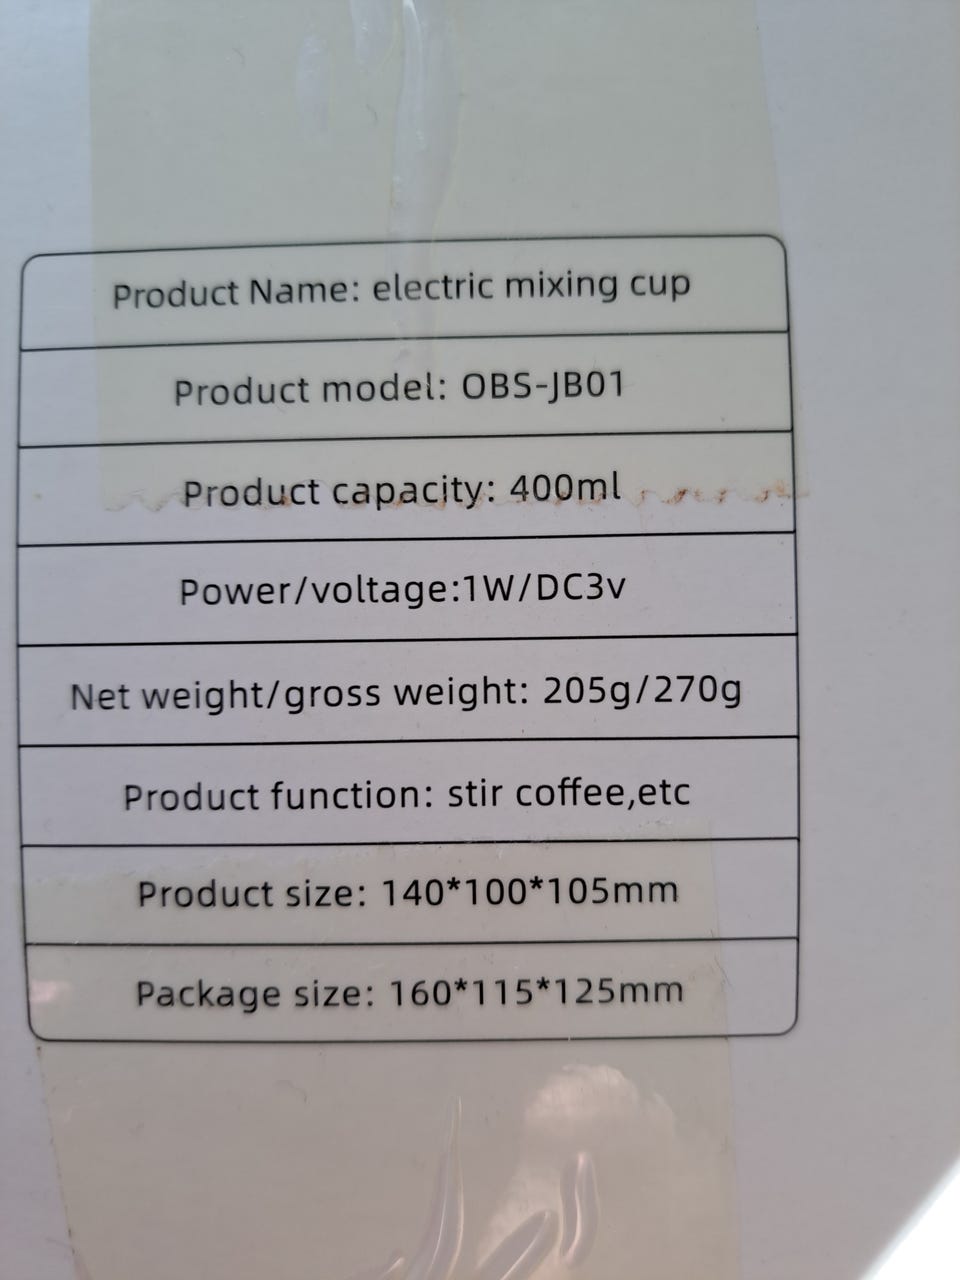 Product Name: electric mixing cup
Product model: OBS-JB01
Product capacity: 400ml
Power/voltage:1W/DC3v
Net weight/gross weight: 205g/270g
Product function: stir coffee,etc
Product size: 140*100*105mm
Package size: 160*115*125mm